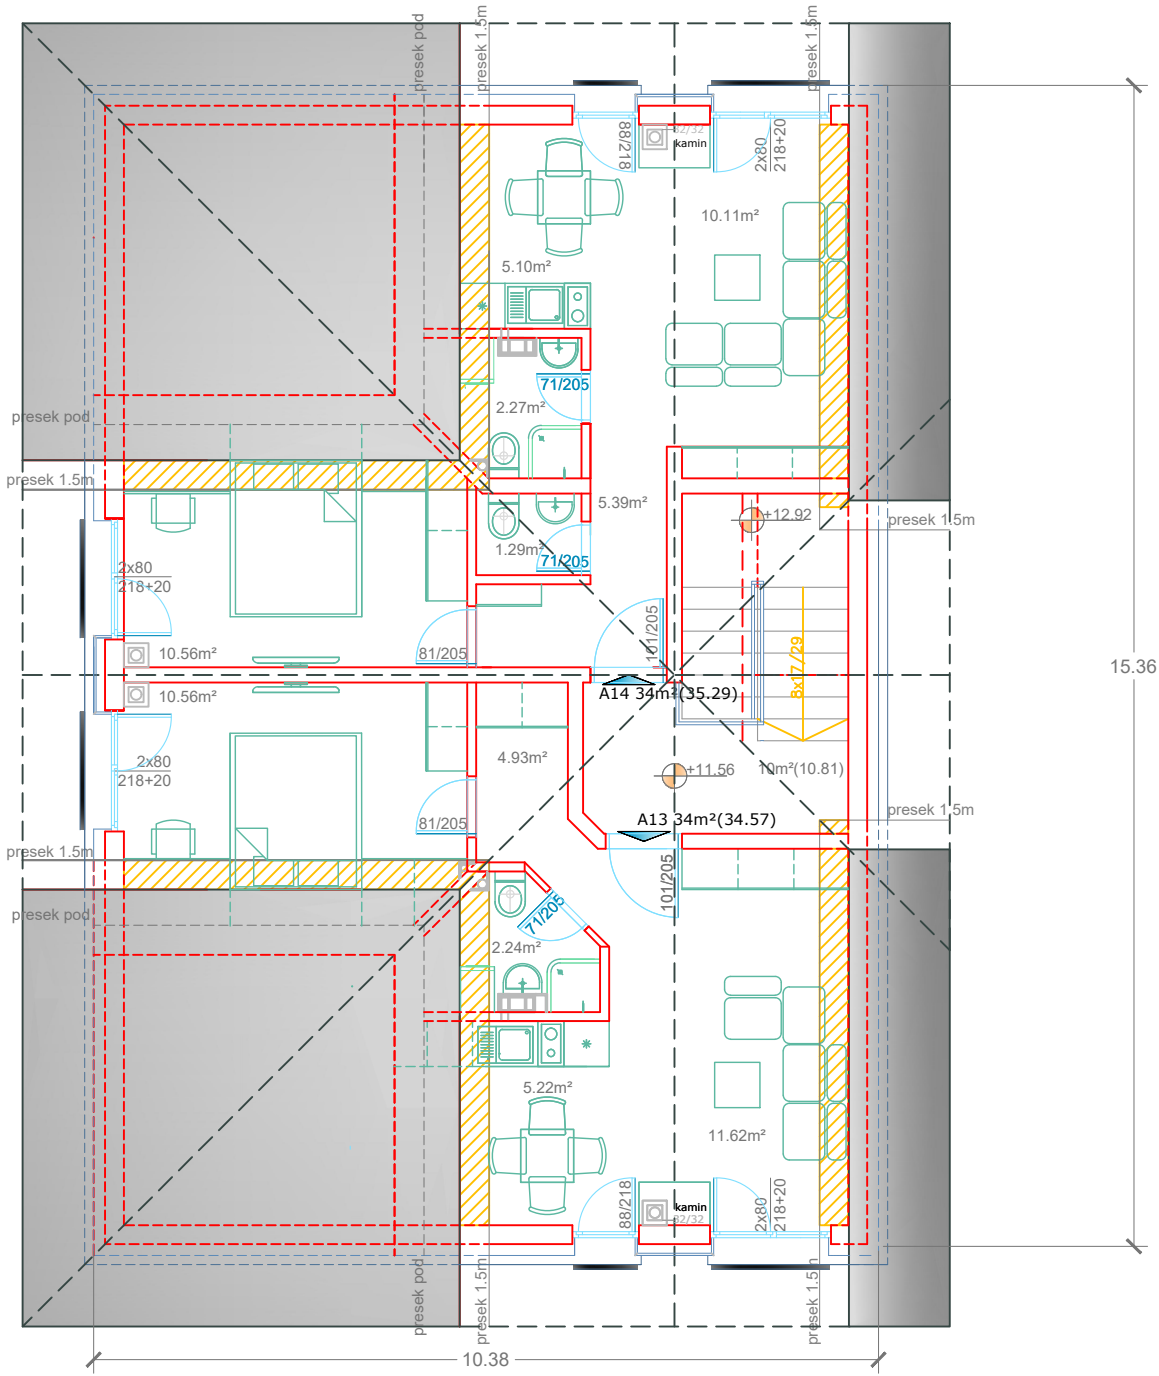 presek pod
presek 1.5m
presek 1.5m
88/218
32/32
kamin
2x80
218+20
10.11m²
5.10m²
71/205
2.27m²
presek pod
presek 1.5m
5.39m²
+12.92
presek 1.5m
1.29m²
71/205
2x80
218+20
101/205
81/205
10.56m²
8x17/29
15.36
A14 34m²(35.29)
10.56m²
4.93m²
2x80
218+20
+11.56
10m²(10.81)
81/205
A13 34m²(34.57)
presek 1.5m
presek 1.5m
101/205
71/205
presek pod
2.24m²
5.22m²
11.62m²
88/218
kamin
32/32
2x80
218+20
presek pod
presek 1.5m
presek 1.5m
10.38